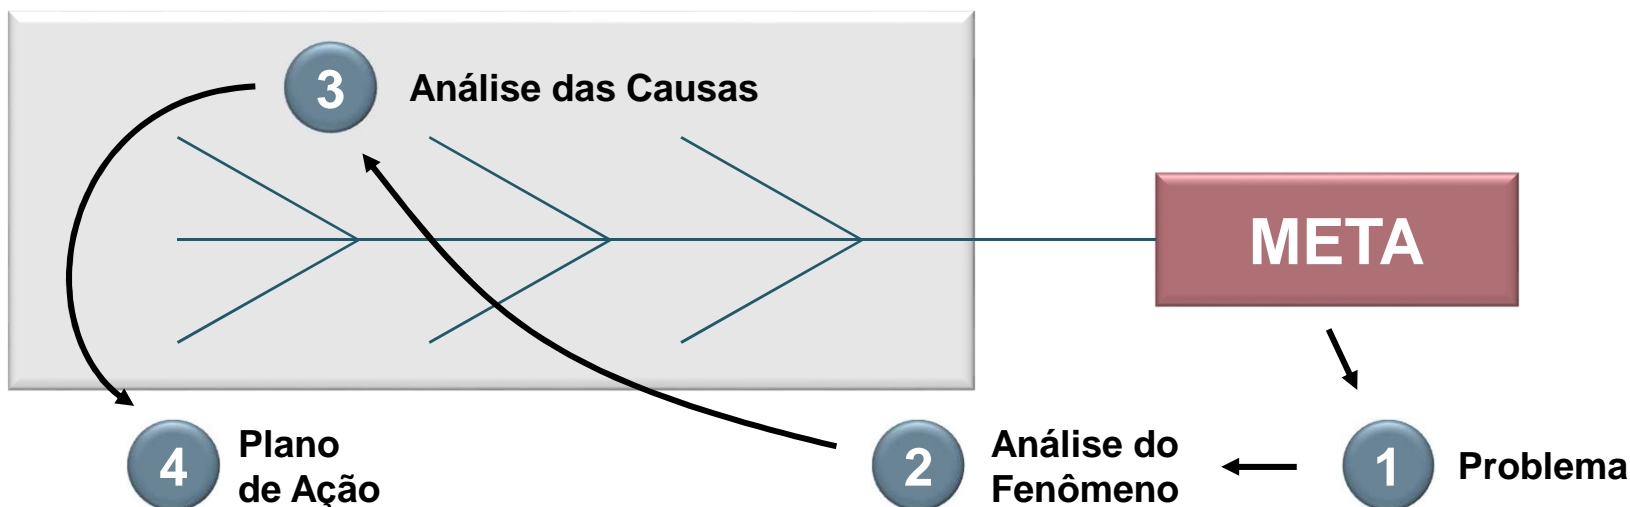 3 Análise das Causas
META
4 Plano
de Ação
2 Análise do
Fenômeno
1 Problema